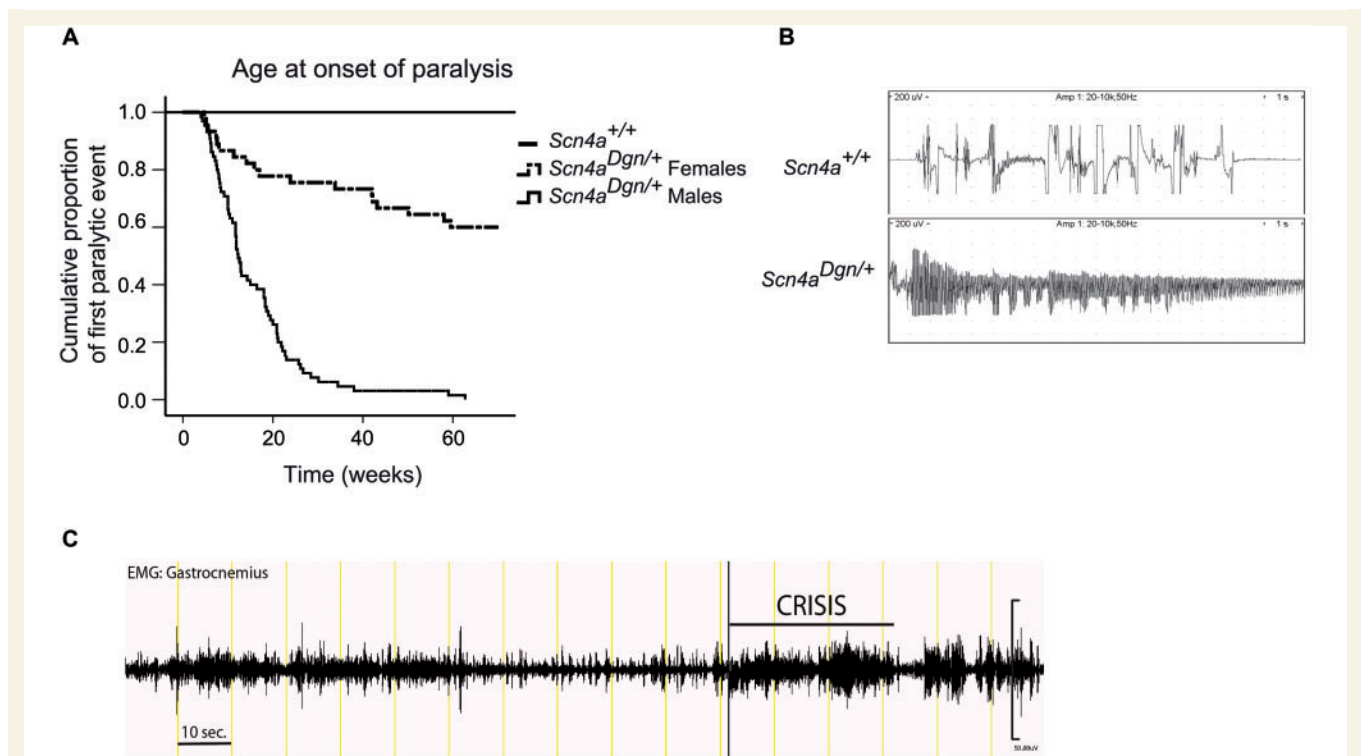 A
Age at onset of paralysis
Cumulative proportion
of first paralytic event
1.0
0.8
0.6
0.4
0.2
0.0
0
20
40
60
Time (weeks)
Scn4a+/+
Scn4aDgn/+ Females
Scn4aDgn/+ Males
B
Scn4a+/+
200 uV
Amp 1: 20-10k,50Hz
1 s
Scn4aDgn/+
200 uV
Amp 1: 20-10k,50Hz
1 s
C
EMG: Gastrocnemius
CRISIS
10 sec.